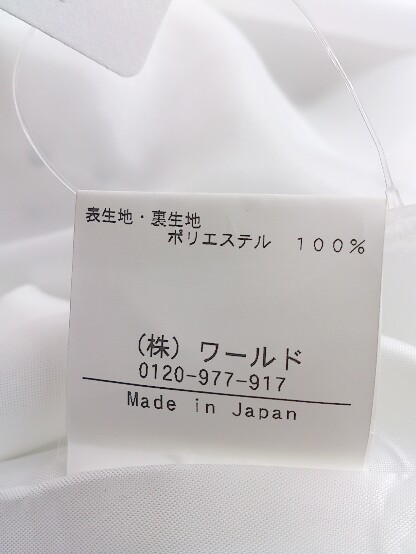 表生地・裏生地
ポリエステル　１００％
(株) ワールド
0120-977-917
Made in Japan